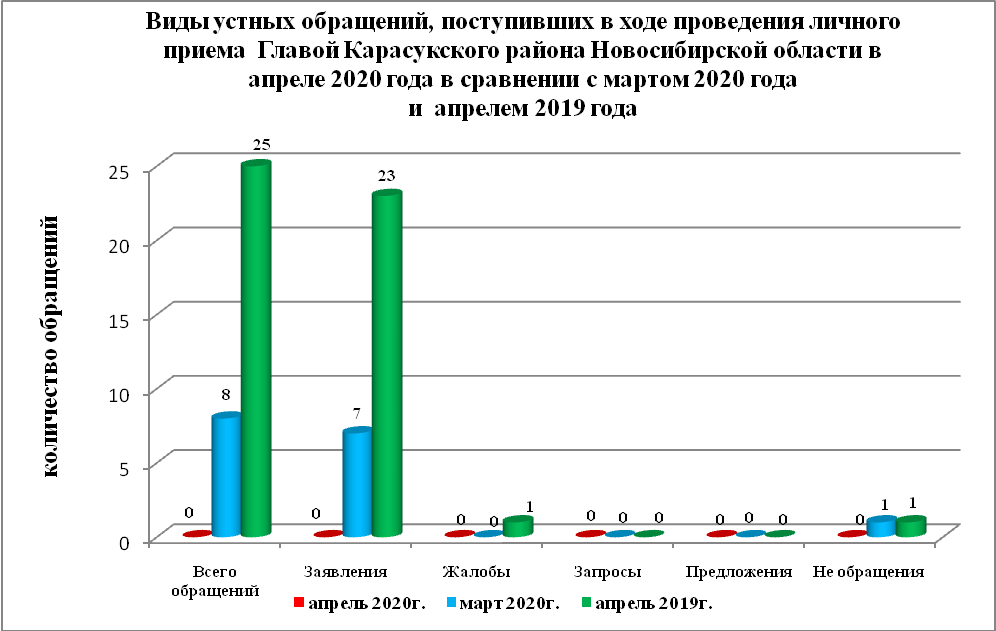 Виды устных обращений, поступивших в ходе проведения личного
приема Главой Карасукского района Новосибирской области в
апреле 2020 года в сравнении с мартом 2020 года
и апрелем 2019 года
количество обращений
25
20
15
10
5
0
0
8
25
0
7
23
0
0
1
0
0
0
0
0
0
0
1
1
Всего
обращений
Заявления
Жалобы
Запросы
Предложения
Не обращения
апрель 2020г.
март 2020г.
апрель 2019г.